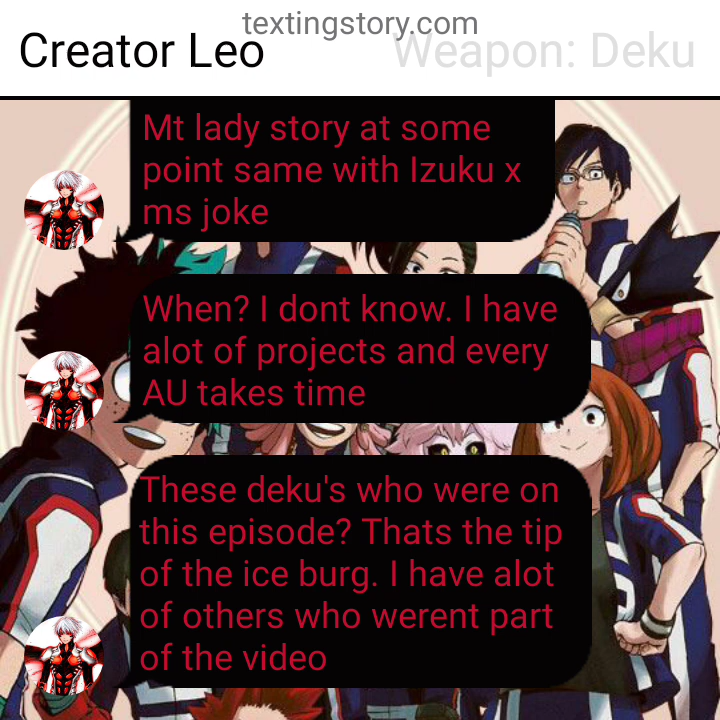 textingstory.com
Creator Leo
Weapon: Deku
Mt lady story at some
point same with Izuku x
ms joke
When? I dont know. I have
alot of projects and every
AU takes time
These deku's who were on
this episode? Thats the tip
of the ice burg. I have alot
of others who werent part
of the video